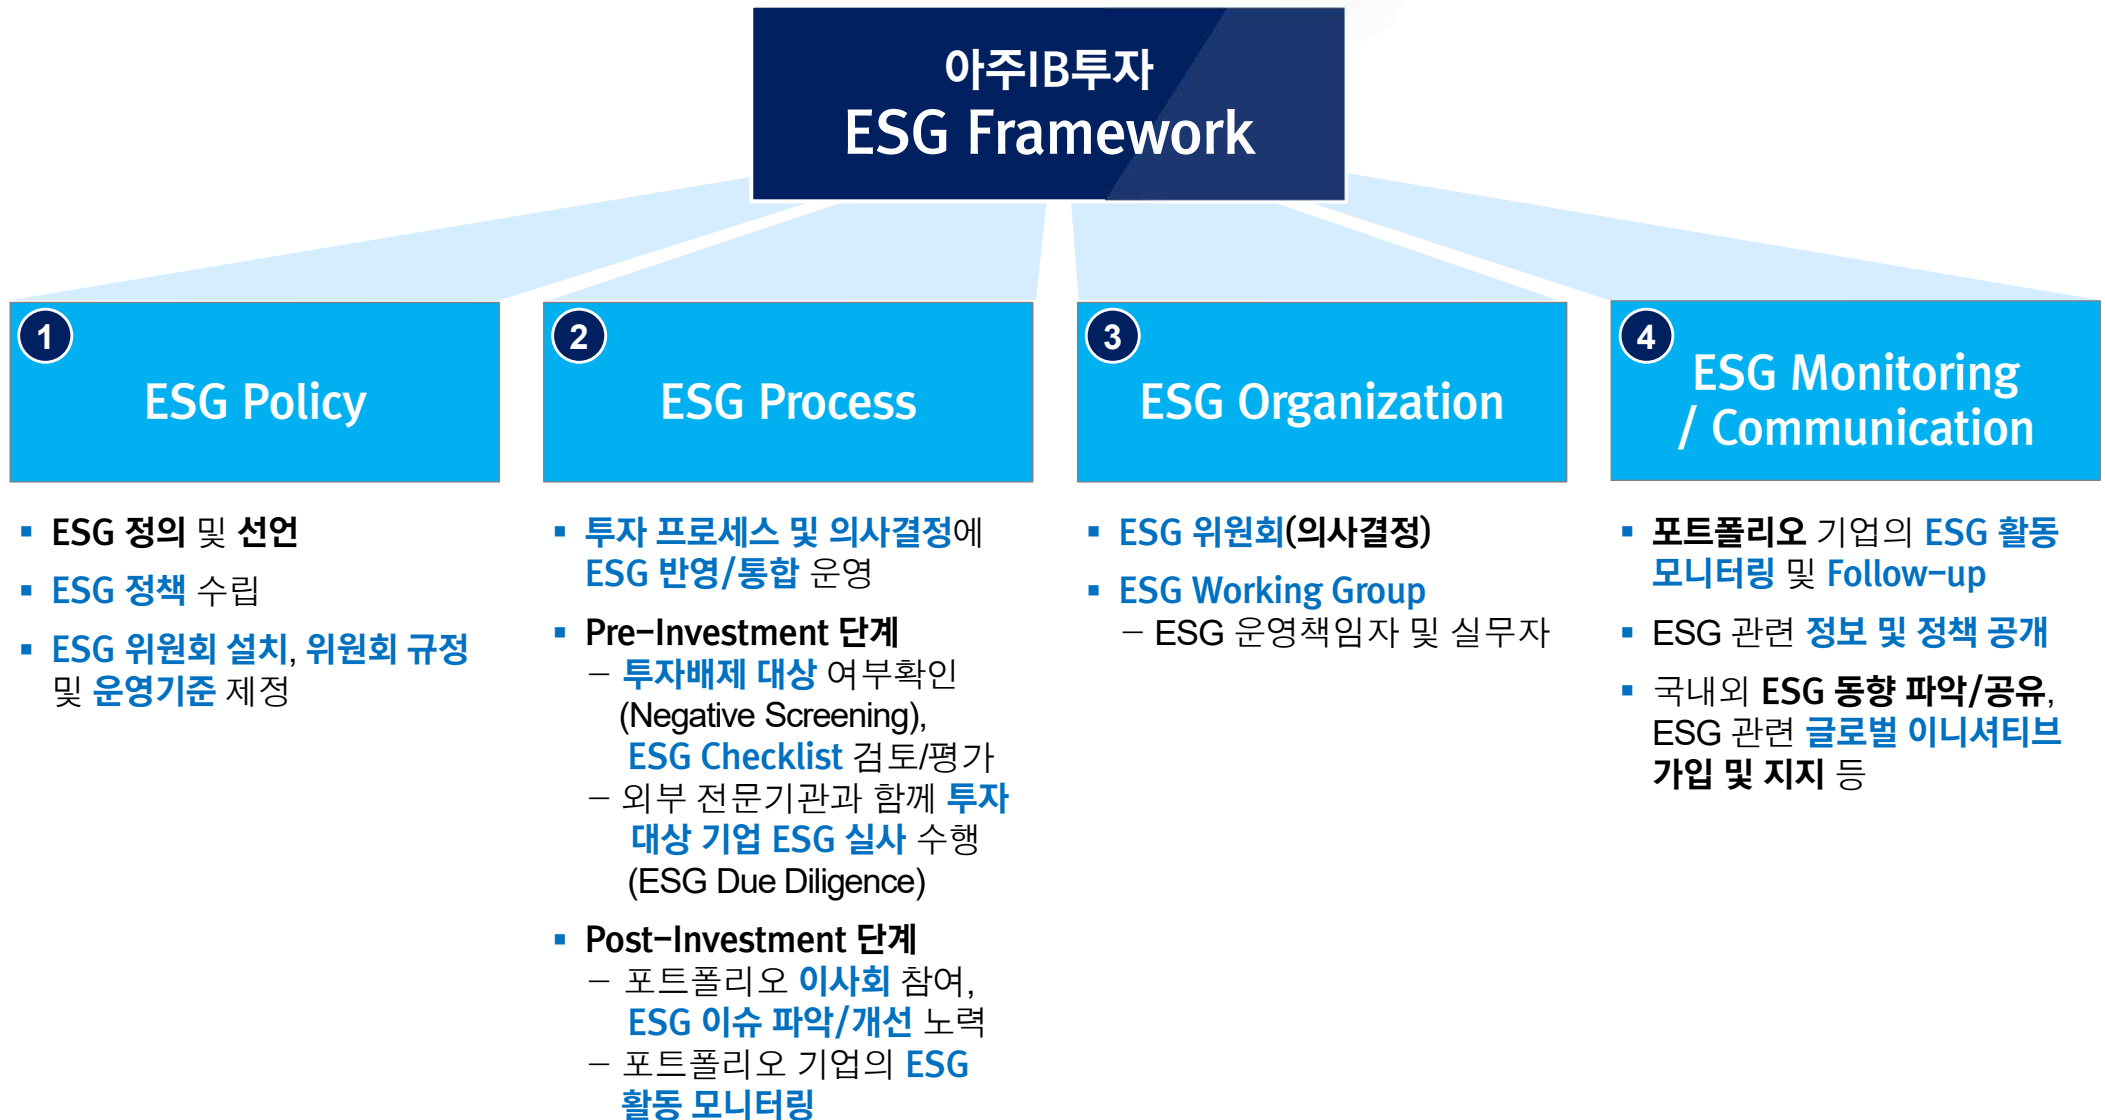 아주IB투자
ESG Framework
1
ESG Policy
▪ ESG 정의 및 선언
▪ ESG 정책 수립
▪ ESG 위원회 설치, 위원회 규정
및 운영기준 제정
2
ESG Process
▪ 투자 프로세스 및 의사결정에
ESG 반영/통합 운영
▪ Pre-Investment 단계
– 투자배제 대상 여부확인
(Negative Screening),
ESG Checklist 검토/평가
– 외부 전문기관과 함께 투자
대상 기업 ESG 실사 수행
(ESG Due Diligence)
▪ Post-Investment 단계
– 포트폴리오 이사회 참여,
ESG 이슈 파악/개선 노력
– 포트폴리오 기업의 ESG
활동 모니터링
3
ESG Organization
▪ ESG 위원회(의사결정)
▪ ESG Working Group
– ESG 운영책임자 및 실무자
4
ESG Monitoring
/ Communication
▪ 포트폴리오 기업의 ESG 활동
모니터링 및 Follow-up
▪ ESG 관련 정보 및 정책 공개
▪ 국내외 ESG 동향 파악/공유,
ESG 관련 글로벌 이니셔티브
가입 및 지지 등